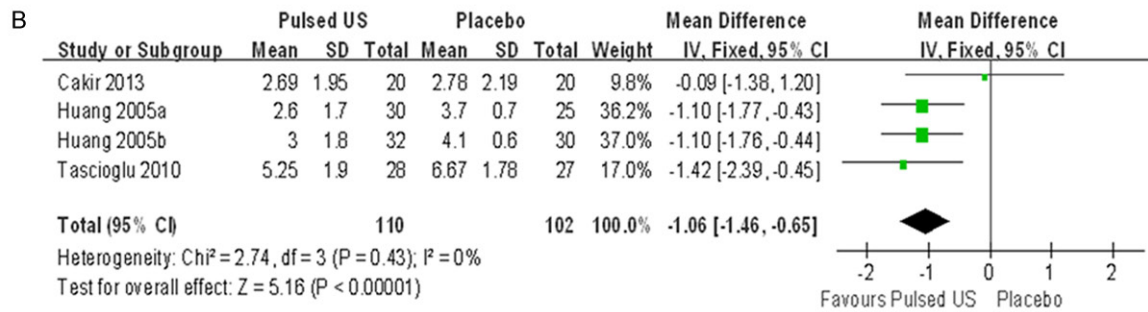 B
Pulsed US Placebo Mean Difference Mean Difference
Study or Subgroup Mean SD Total Mean SD Total Weight IV, Fixed, 95% CI IV, Fixed, 95% CI
Cakir 2013 2.69 1.95 20 2.78 2.19 20 9.8% -0.09 [-1.38, 1.20]
Huang 2005a 2.6 1.7 30 3.7 0.7 25 36.2% -1.10 [-1.77, -0.43]
Huang 2005b 3 1.8 32 4.1 0.6 30 37.0% -1.10 [-1.76, -0.44]
Tascioglu 2010 5.25 1.9 28 6.67 1.78 27 17.0% -1.42 [-2.39, -0.45]
Total (95% CI) 110 102 100.0% -1.06 [-1.46, -0.65]
Heterogeneity: Chi² = 2.74, df = 3 (P = 0.43); I² = 0%
Test for overall effect: Z = 5.16 (P < 0.00001)
-2 -1 0 1 2
Favours Pulsed US Placebo